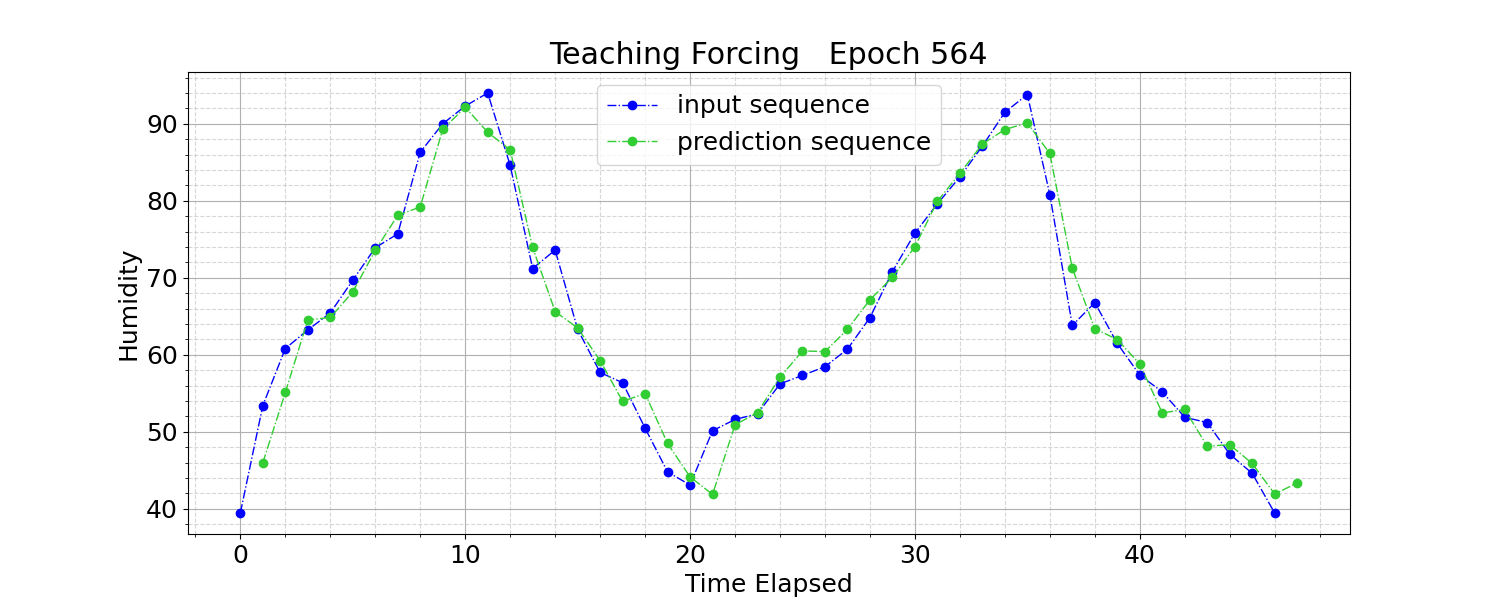 Teaching Forcing   Epoch 564
input sequence
prediction sequence
Humidity
90
80
70
60
50
40
0 10 20 30 40
Time Elapsed